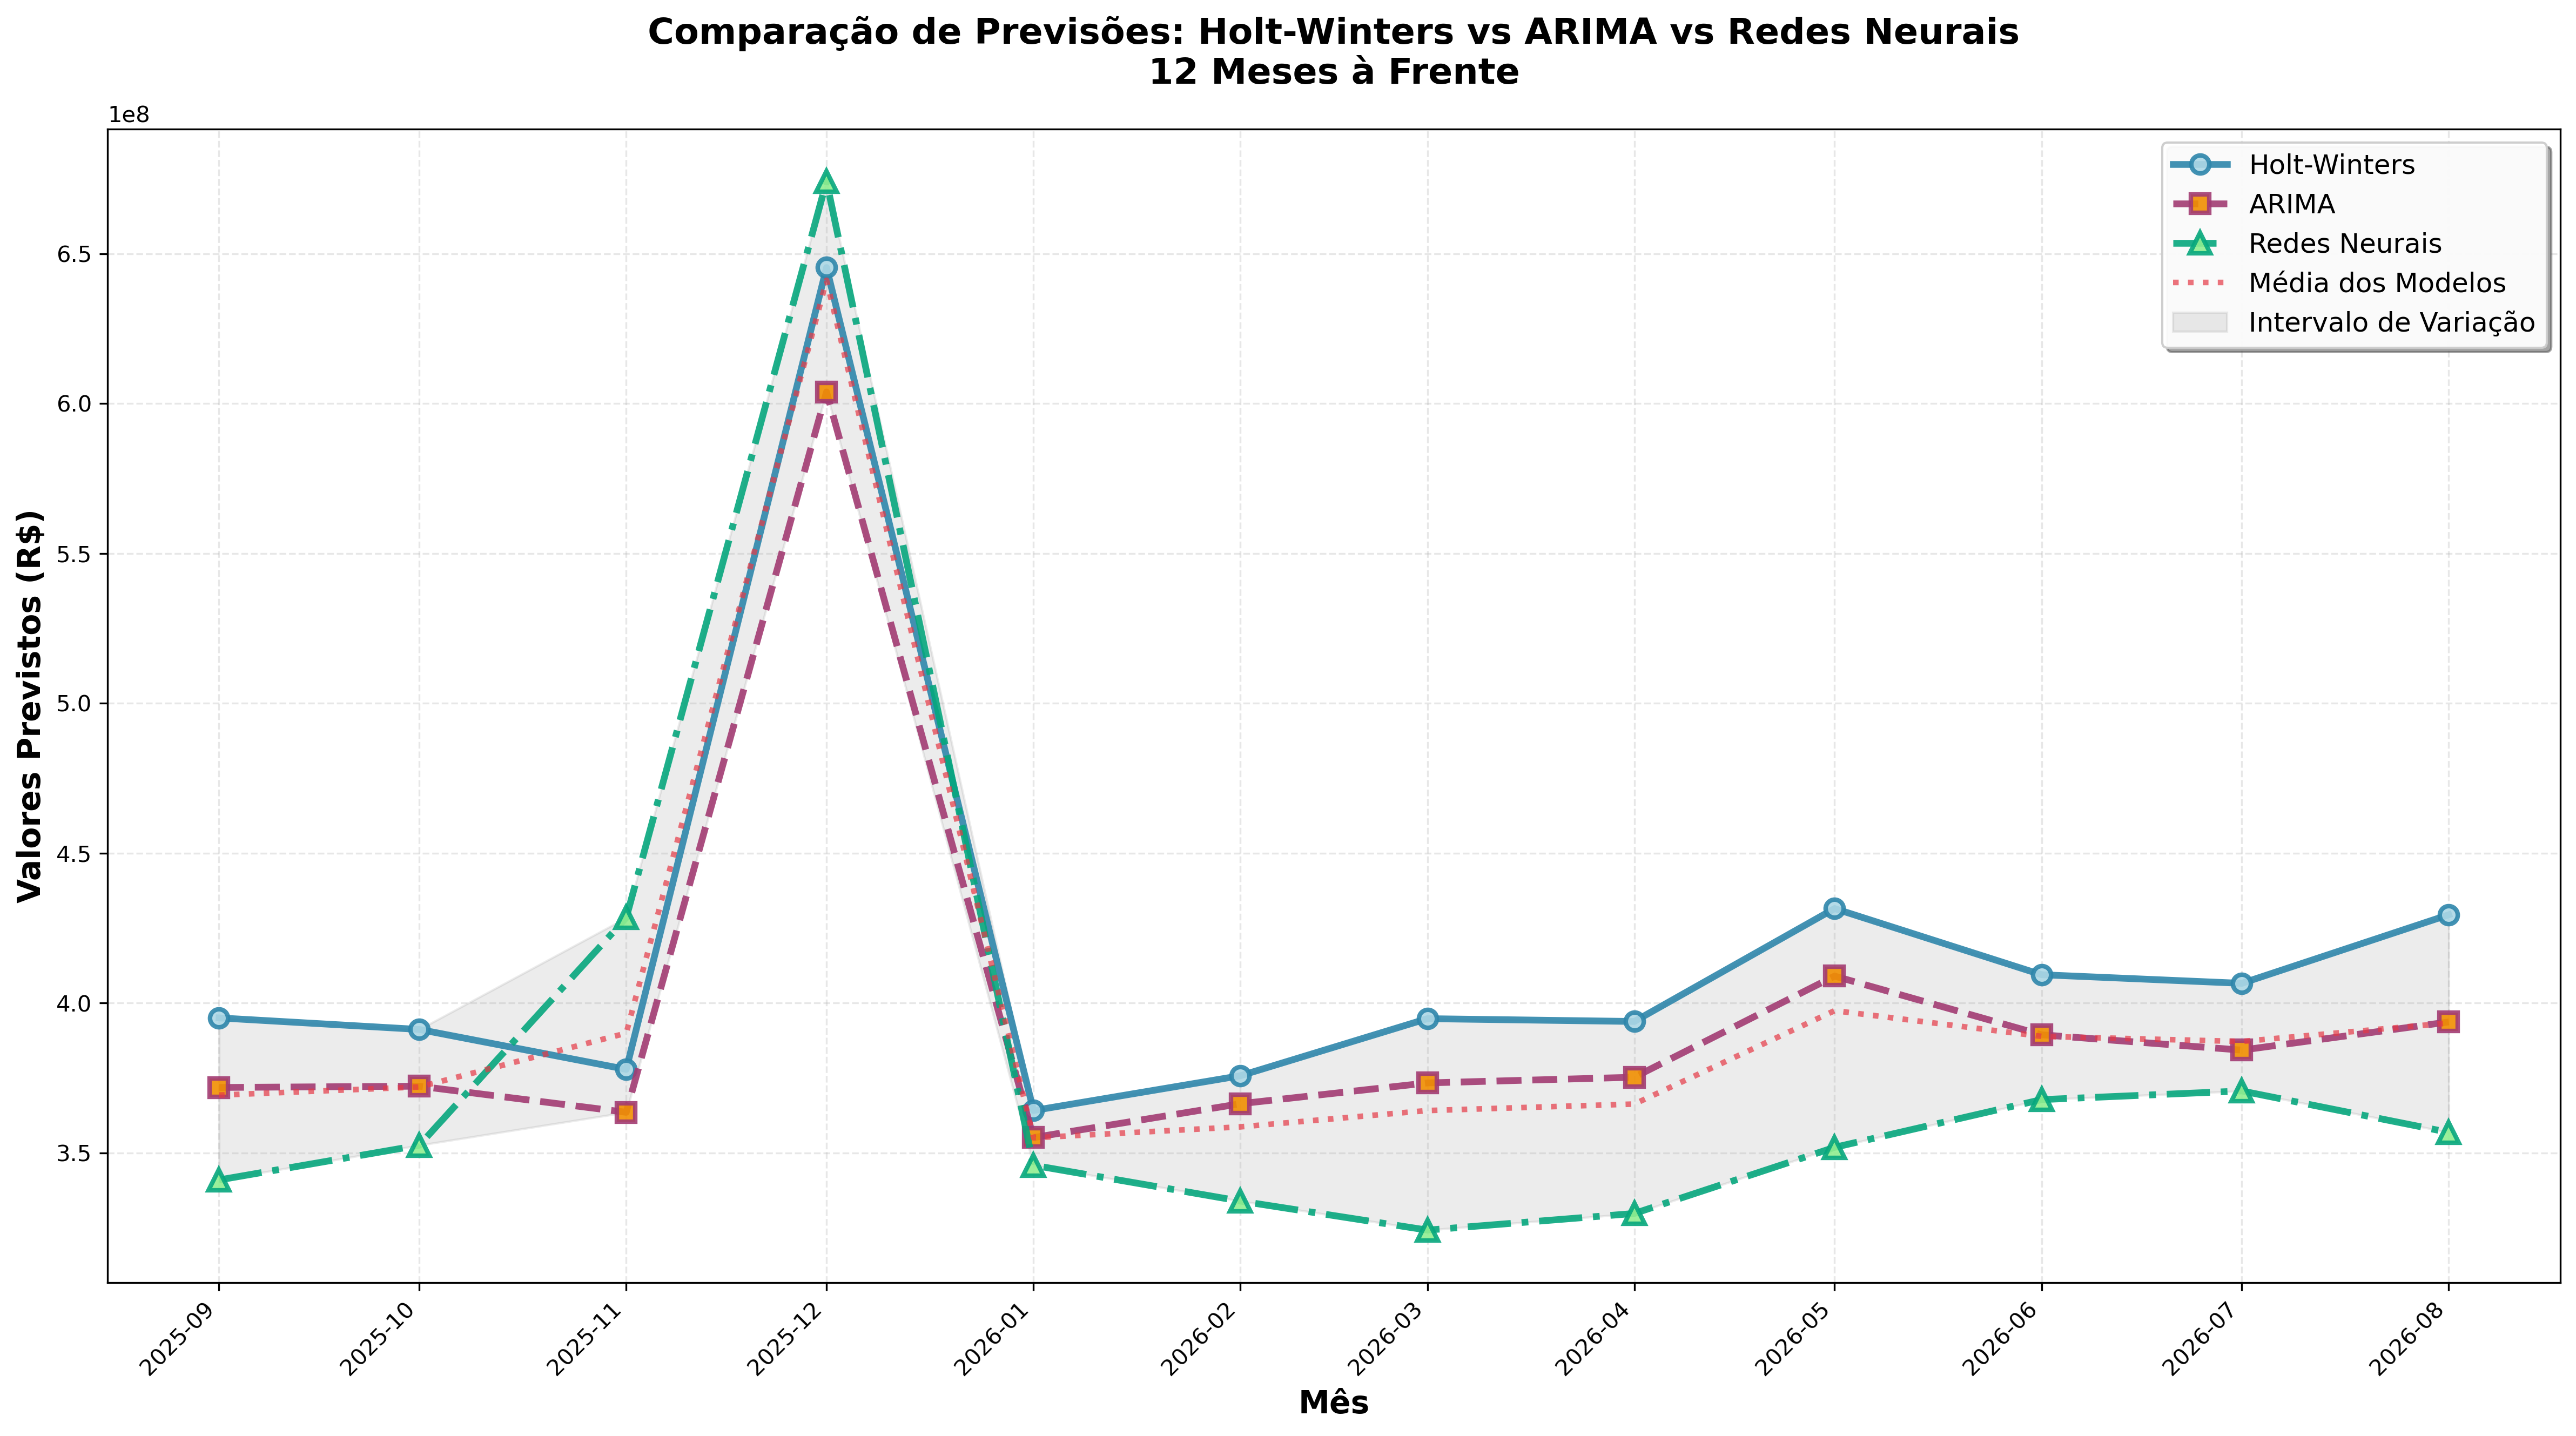 Comparação de Previsões: Holt-Winters vs ARIMA vs Redes Neurais
12 Meses à Frente
1e8
Holt-Winters
ARIMA
Redes Neurais
Média dos Modelos
Intervalo de Variação
Valores Previstos (R$)
6.5
6.0
5.5
5.0
4.5
4.0
3.5
2025-09
2025-10
2025-11
2025-12
2026-01
2026-02
2026-03
2026-04
2026-05
2026-06
2026-07
2026-08
Mês